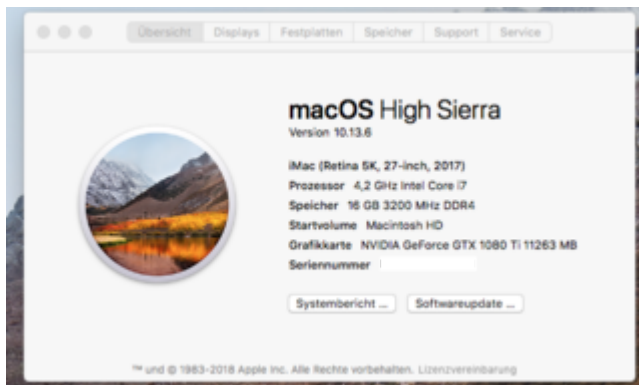 Übersicht Displays Festplatten Speicher Support Service
macOS High Sierra
Version 10.13.6
iMac (Retina 5K, 27-inch, 2017)
Prozessor 4,2 GHz Intel Core i7
Speicher 16 GB 3200 MHz DDR4
Startvolume Macintosh HD
Grafikkarte NVIDIA GeForce GTX 1080 Ti 11263 MB
Seriennummer
Systembericht ... Softwareupdate ...
™ und © 1983-2018 Apple Inc. Alle Rechte vorbehalten. Lizenzvereinbarung